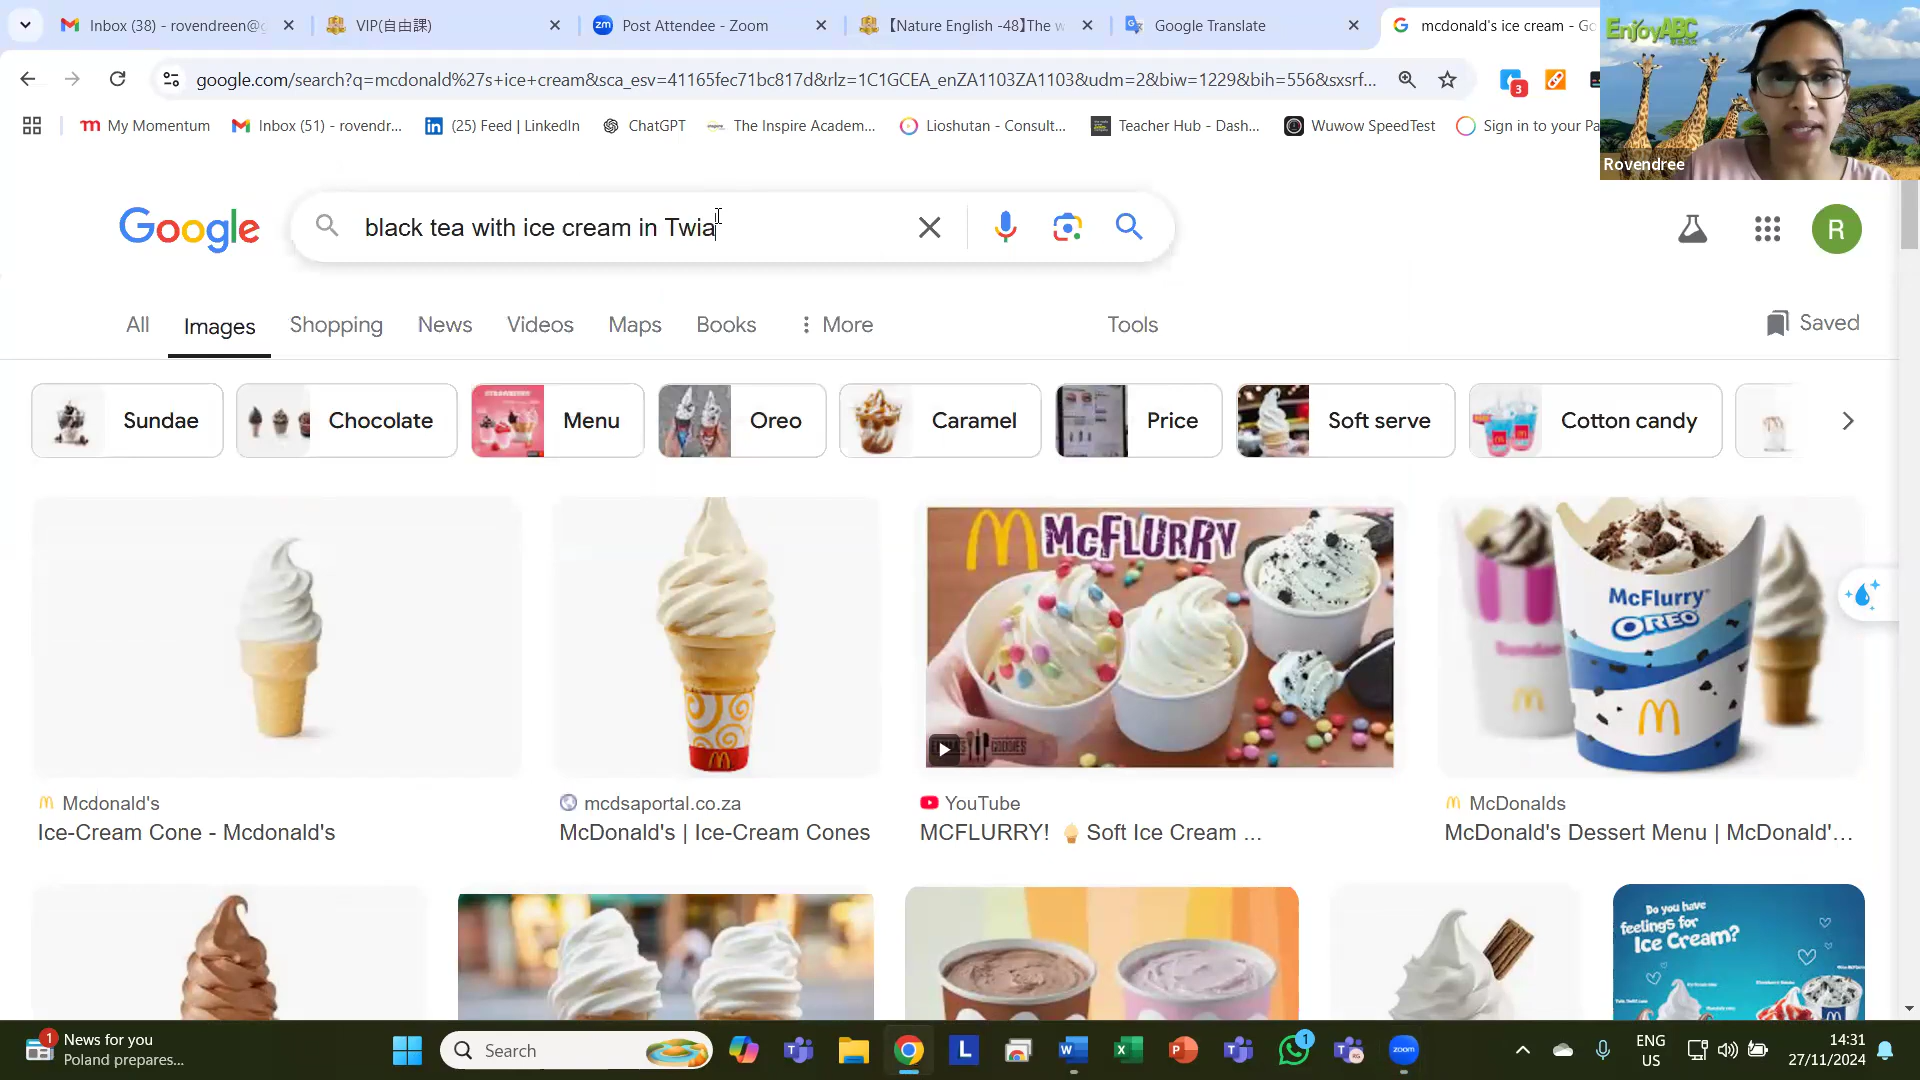 Inbox (38) - rovendreen@g
VIP(自由課)
Post Attendee - Zoom
【Nature English -48】The w
Google Translate
mcdonald's ice cream - Go
google.com/search?q=mcdonald%27s+ice+cream&sca_esv=41165fec71bc817d&rlz=1C1GCEA_enZA1103ZA1103&udm=2&biw=1229&bih=556&sxsrf...
3
My Momentum
Inbox (51) - rovendr...
(25) Feed | LinkedIn
ChatGPT
The Inspire Academ...
Lioshutan - Consult...
Teacher Hub - Dash...
Wuwow SpeedTest
Sign in to your Pa
EnjoyABC
Rovendree
Google
black tea with ice cream in Twia
R
All
Images
Shopping
News
Videos
Maps
Books
More
Tools
Saved
Sundae
Chocolate
Menu
Oreo
Caramel
Price
Soft serve
Cotton candy
McFLURRY
McFlurry
OREO
Mcdonald's
Ice-Cream Cone - Mcdonald's
mcdsaportal.co.za
McDonald's | Ice-Cream Cones
YouTube
MCFLURRY! 🍦 Soft Ice Cream ...
McDonalds
McDonald's Dessert Menu | McDonald'...
Do you have
feelings for
Ice Cream?
1
News for you
Poland prepares...
Search
1
ENG
US
14:31
27/11/2024